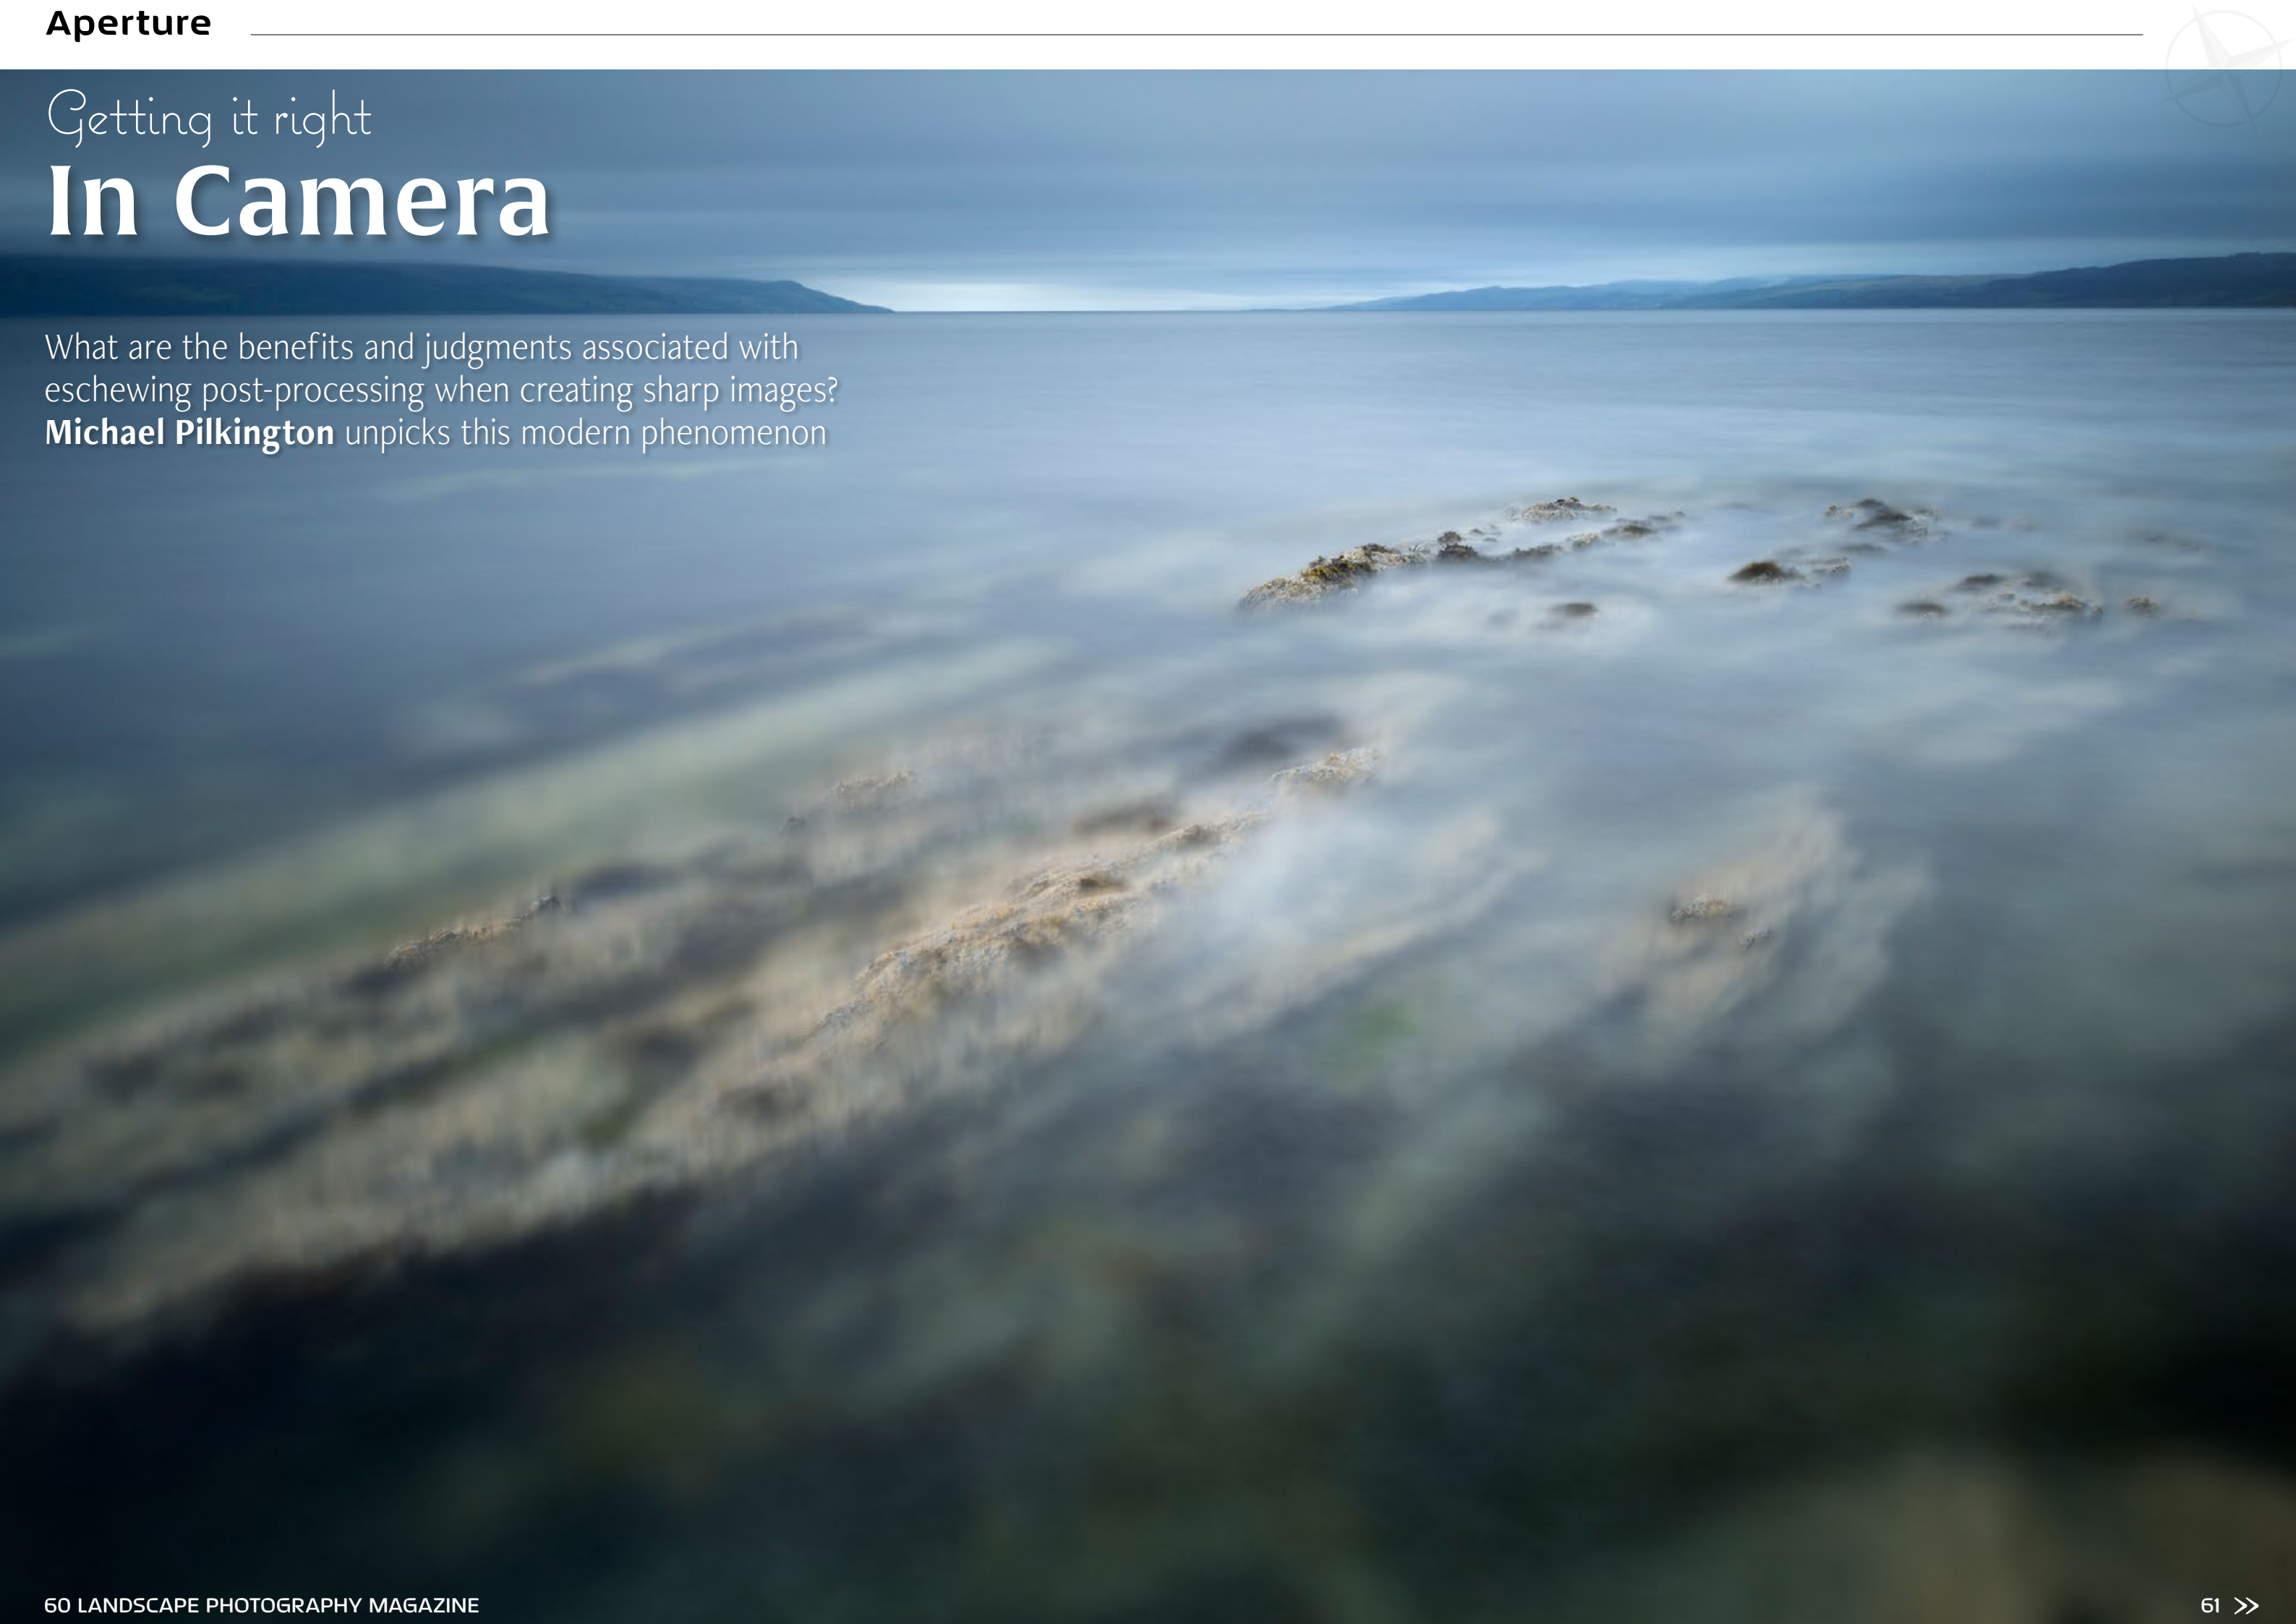 Aperture
Getting it right
In Camera
What are the benefits and judgments associated with
eschewing post-processing when creating sharp images?
Michael Pilkington unpicks this modern phenomenon
60 LANDSCAPE PHOTOGRAPHY MAGAZINE
61 »